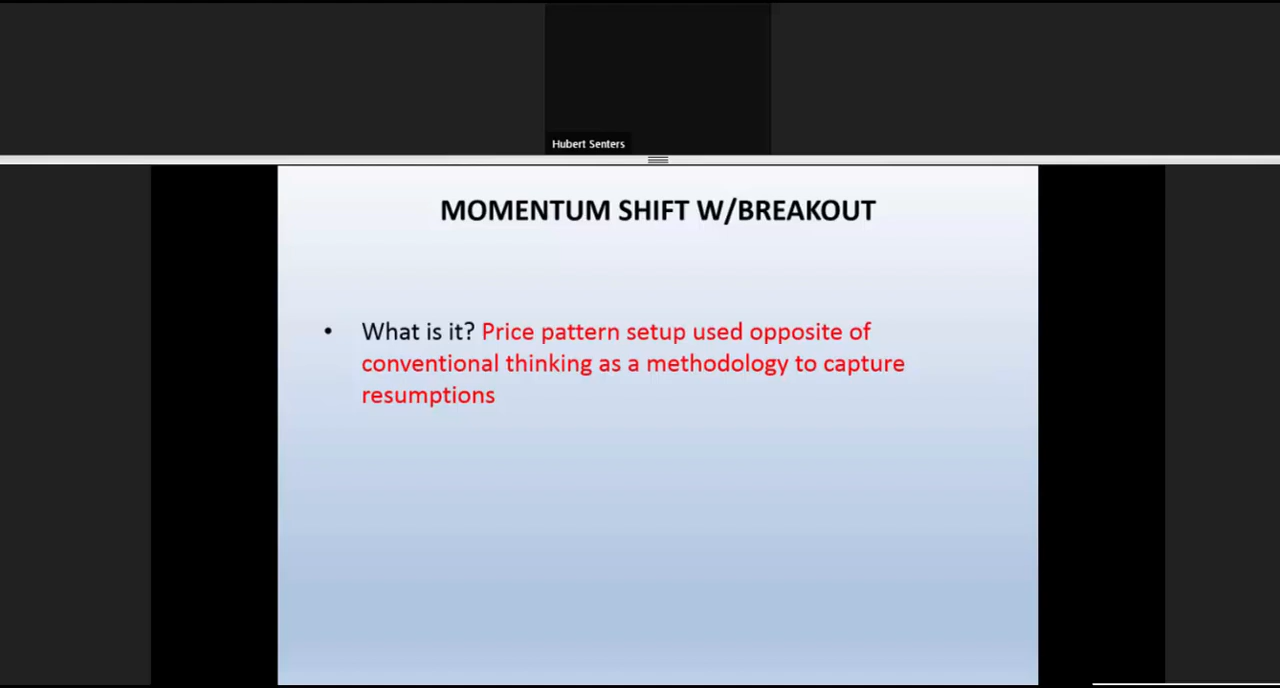 Hubert Senters
MOMENTUM SHIFT W/BREAKOUT
• What is it? Price pattern setup used opposite of
conventional thinking as a methodology to capture
resumptions